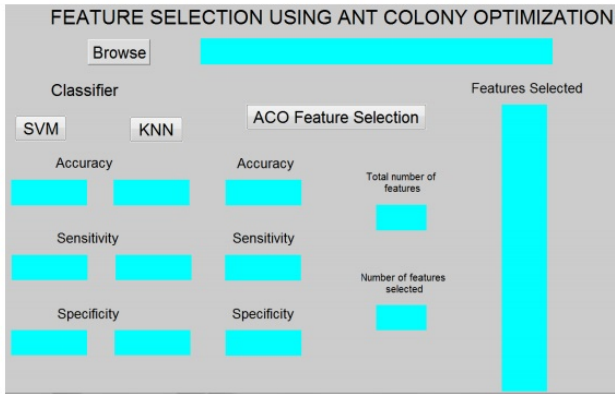 FEATURE SELECTION USING ANT COLONY OPTIMIZATION
Browse
Classifier
Features Selected
SVM
KNN
ACO Feature Selection
Accuracy
Accuracy
Total number of
features
Sensitivity
Sensitivity
Number of features
selected
Specificity
Specificity